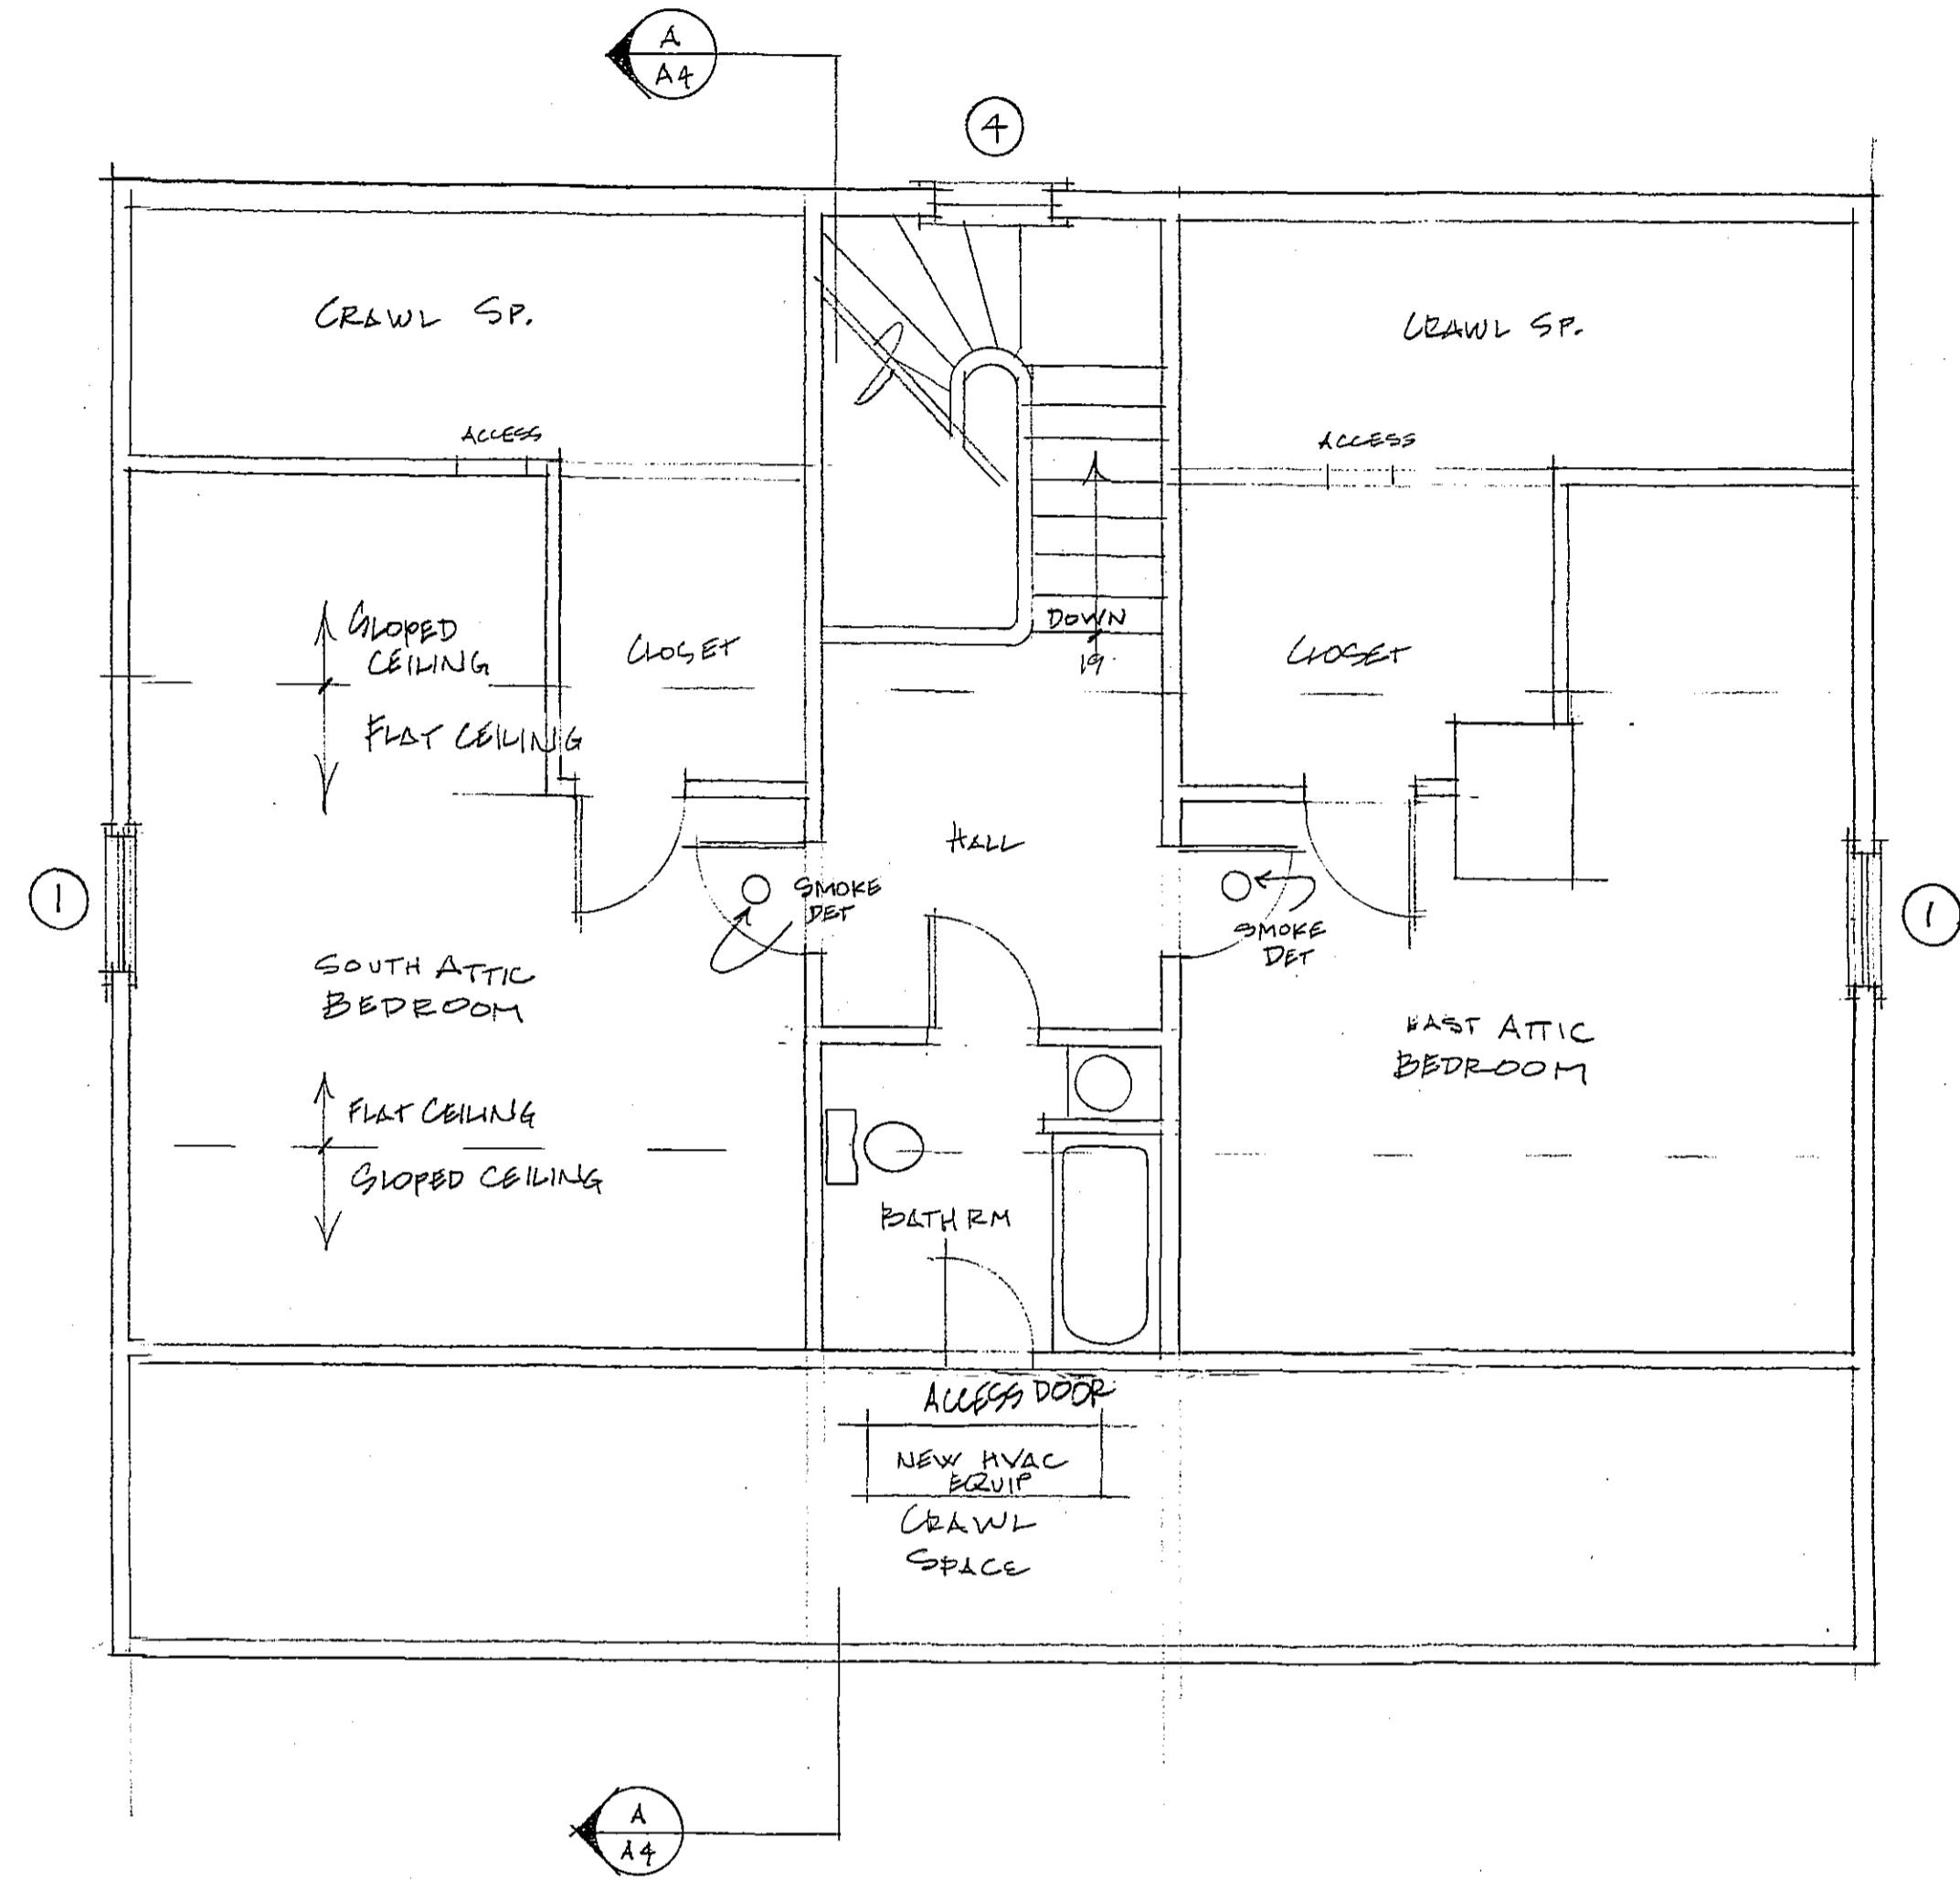 A
A4
4
CRAWL SP.
CRAWL SP.
ACCESS
ACCESS
SLOPED
CEILING
CLOSET
DOWN
19
CLOSET
FLAT CEILING
HALL
1
SMOKE
DET
SMOKE
DET
1
SOUTH ATTIC
BEDROOM
EAST ATTIC
BEDROOM
FLAT CEILING
SLOPED CEILING
BATH RM
ACCESS DOOR
NEW HVAC
EQUIP
CRAWL
SPACE
A
A4